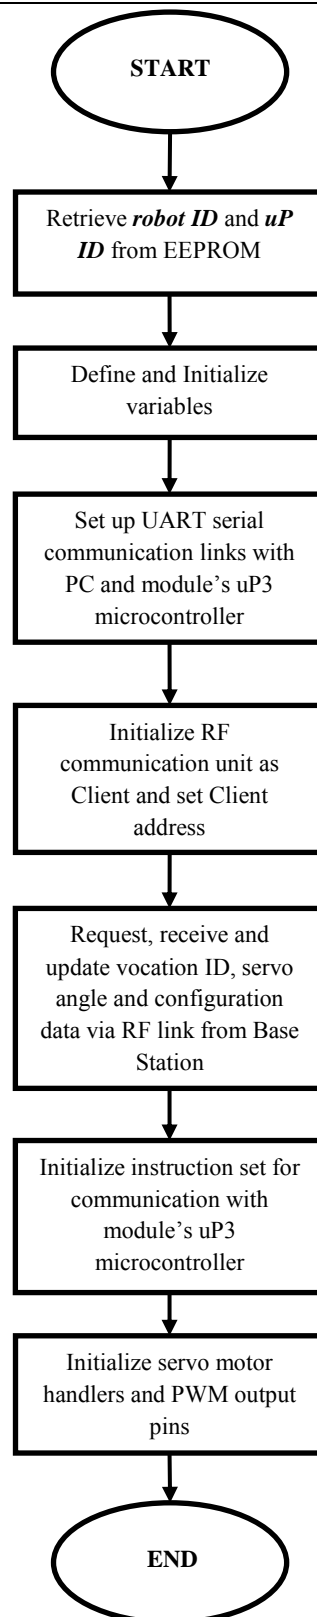 START
Retrieve robot ID and uP
ID from EEPROM
Define and Initialize
variables
Set up UART serial
communication links with
PC and module's uP3
microcontroller
Initialize RF
communication unit as
Client and set Client
address
Request, receive and
update vocation ID, servo
angle and configuration
data via RF link from Base
Station
Initialize instruction set for
communication with
module's uP3
microcontroller
Initialize servo motor
handlers and PWM output
pins
END